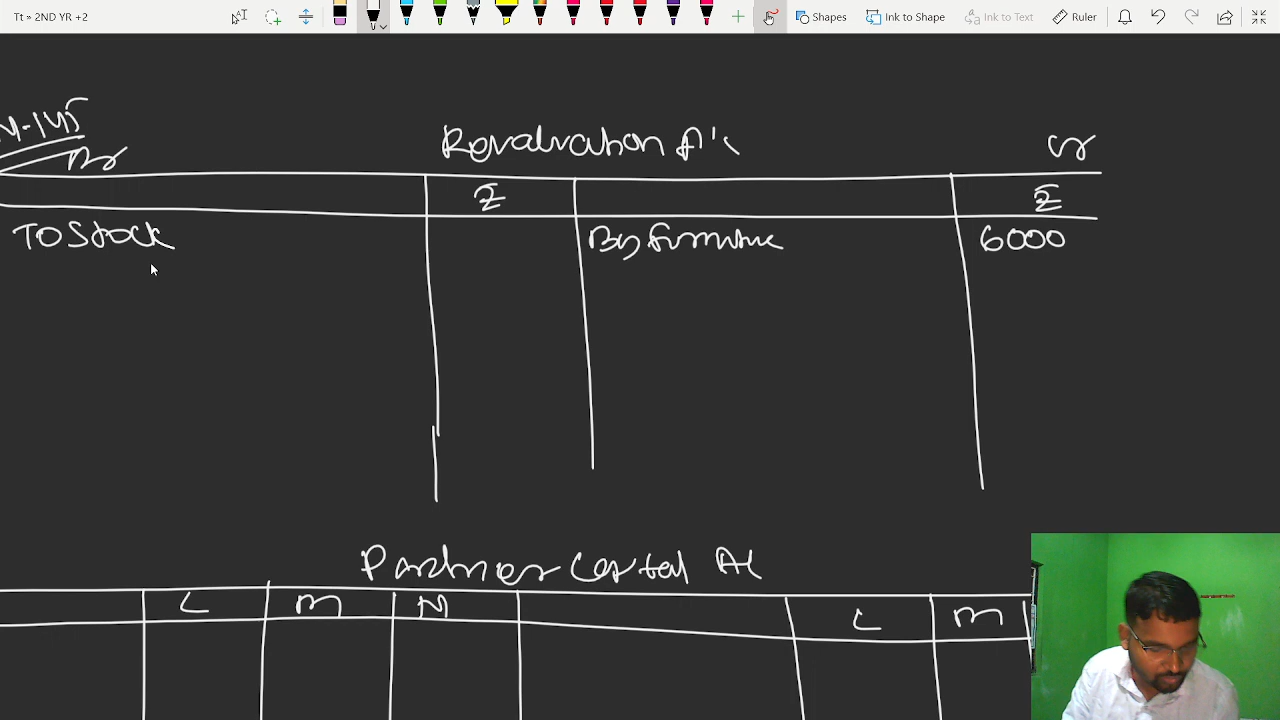 Tt » 2ND YR +2
Shapes
Ink to Shape
Ink to Text
Ruler
Revaluation A/c
Dr
Cr
₹
₹
To Stock
By Furniture
6000
Partner Capital Ac
L
M
N
L
M